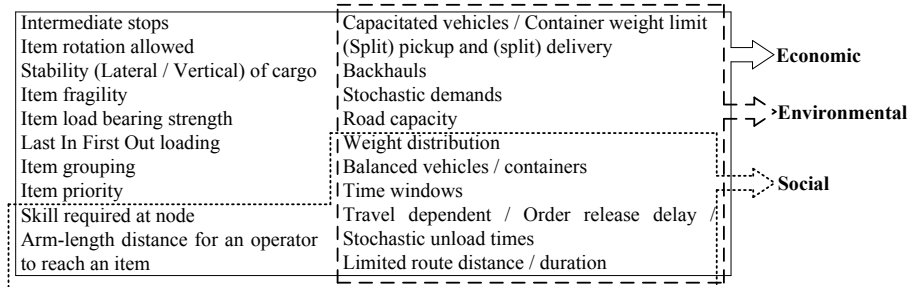 Intermediate stops
Item rotation allowed
Stability (Lateral / Vertical) of cargo
Item fragility
Item load bearing strength
Last In First Out loading
Item grouping
Item priority
Skill required at node
Arm-length distance for an operator
to reach an item
Capacitated vehicles / Container weight limit
(Split) pickup and (split) delivery
Backhauls
Stochastic demands
Road capacity
Weight distribution
Balanced vehicles / containers
Time windows
Travel dependent / Order release delay /
Stochastic unload times
Limited route distance / duration
Economic
Environmental
Social